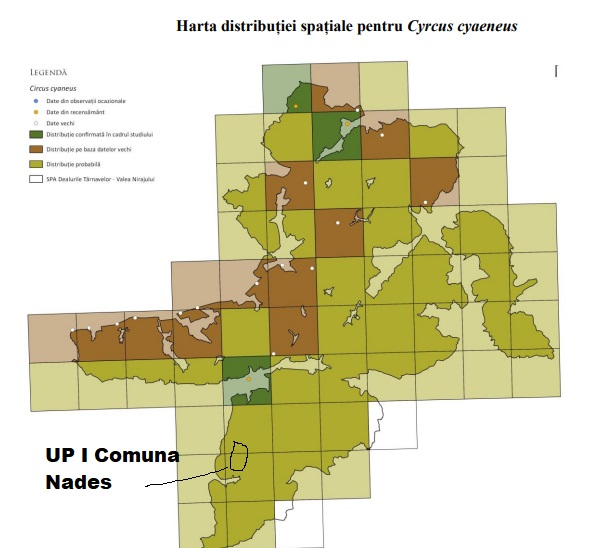 Harta distribuției spațiale pentru Cyrcus cyaeneus
LEGENDĂ
Circus cyaneus
Date din observații ocazionale
Date din recensământ
Date vechi
Distribuție confirmată în cadrul studiului
Distribuție pe baza datelor vechi
Distribuție probabilă
SPA Dealurile Târnavelor - Valea Nirajului
UP I Comuna
Nades